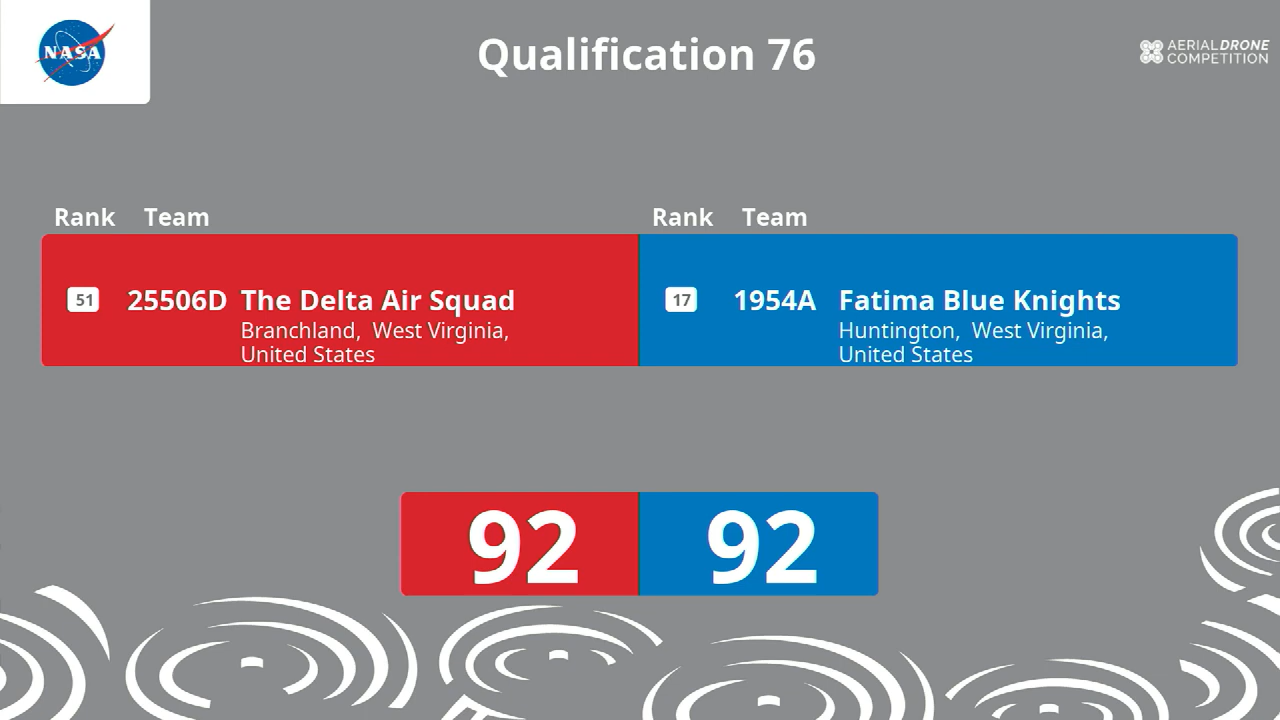 NASA
Qualification 76
AERIALDRONE
COMPETITION
Rank Team
51 25506D The Delta Air Squad
Branchland, West Virginia,
United States
Rank Team
17 1954A Fatima Blue Knights
Huntington, West Virginia,
United States
92 92